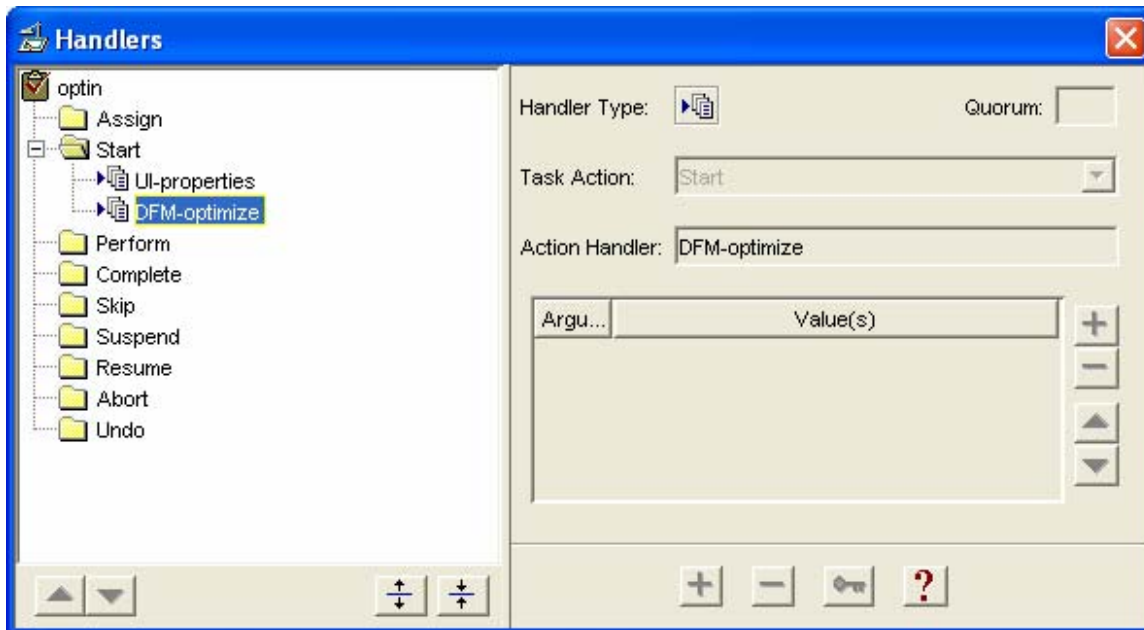 Handlers
optin
Assign
Start
UI-properties
DFM-optimize
Perform
Complete
Skip
Suspend
Resume
Abort
Undo
Handler Type: Quorum:
Task Action: Start
Action Handler: DFM-optimize
Argu... Value(s)
?